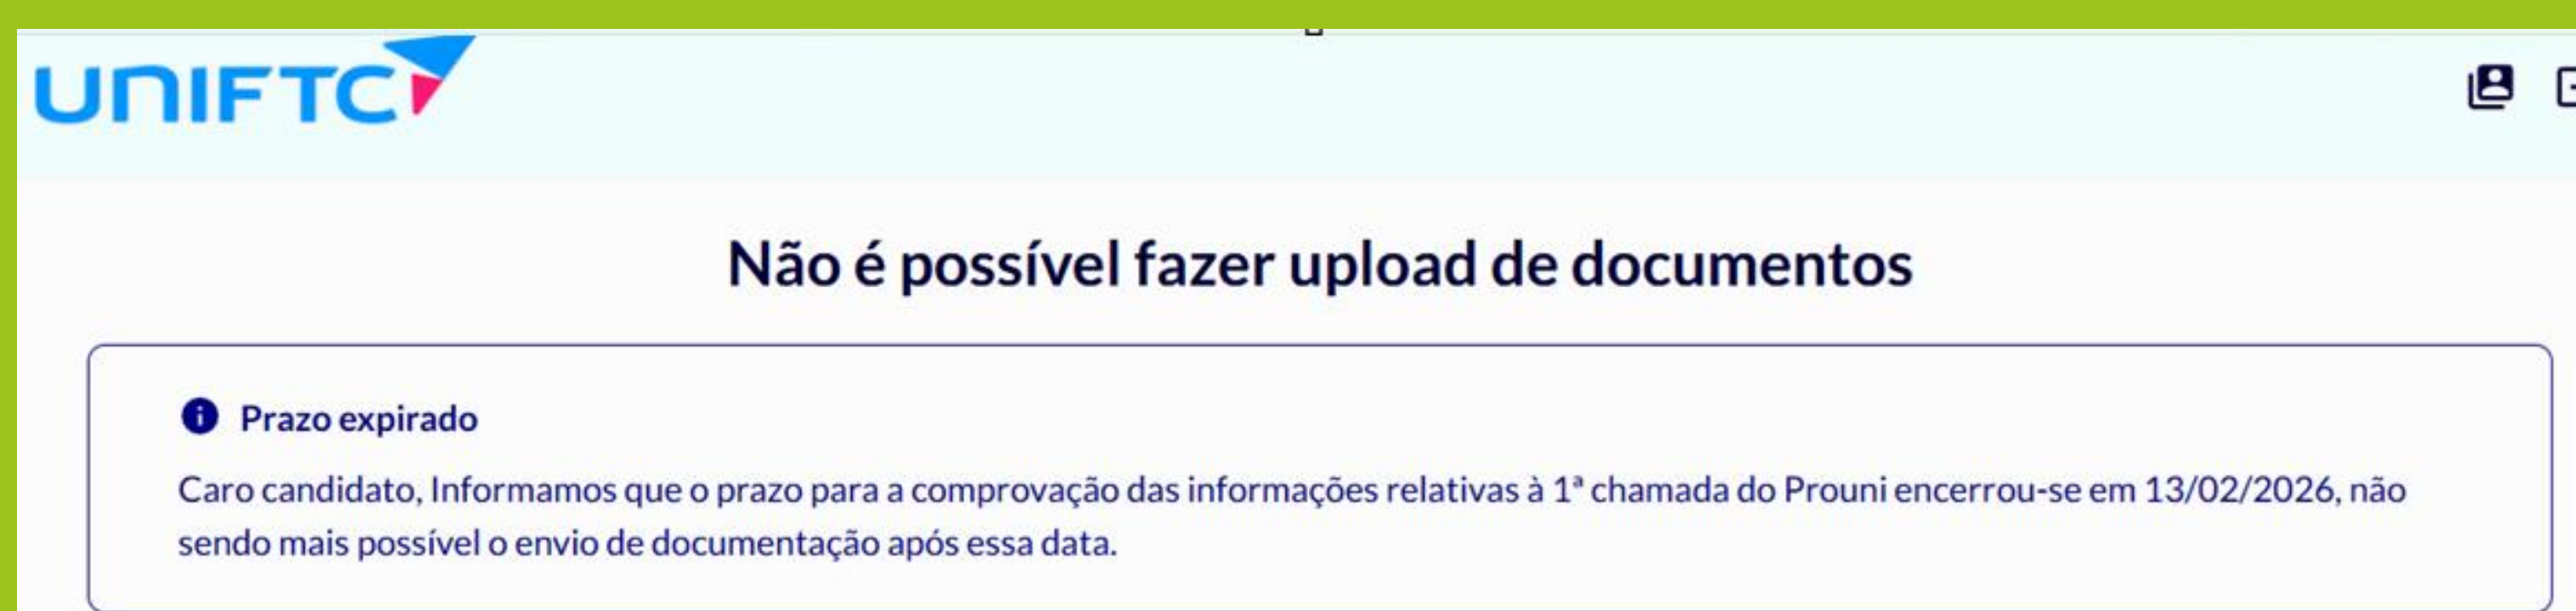 UNIFTC
Não é possível fazer upload de documentos
Prazo expirado
Caro candidato, Informamos que o prazo para a comprovação das informações relativas à 1ª chamada do Prouni encerrou-se em 13/02/2026, não
sendo mais possível o envio de documentação após essa data.